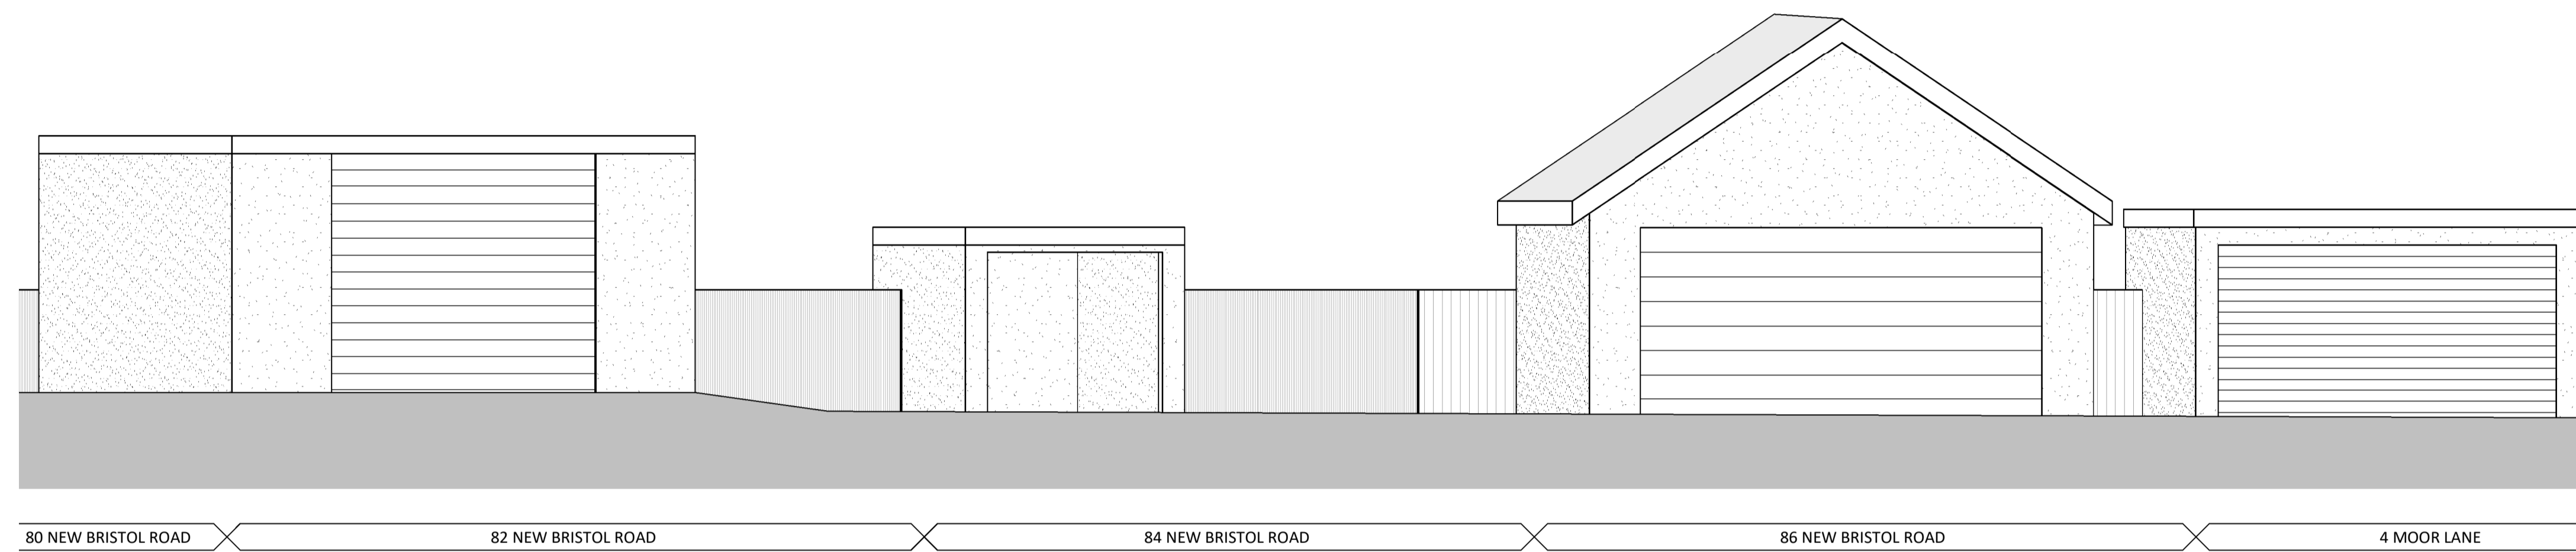 80 NEW BRISTOL ROAD
82 NEW BRISTOL ROAD
84 NEW BRISTOL ROAD
86 NEW BRISTOL ROAD
4 MOOR LANE